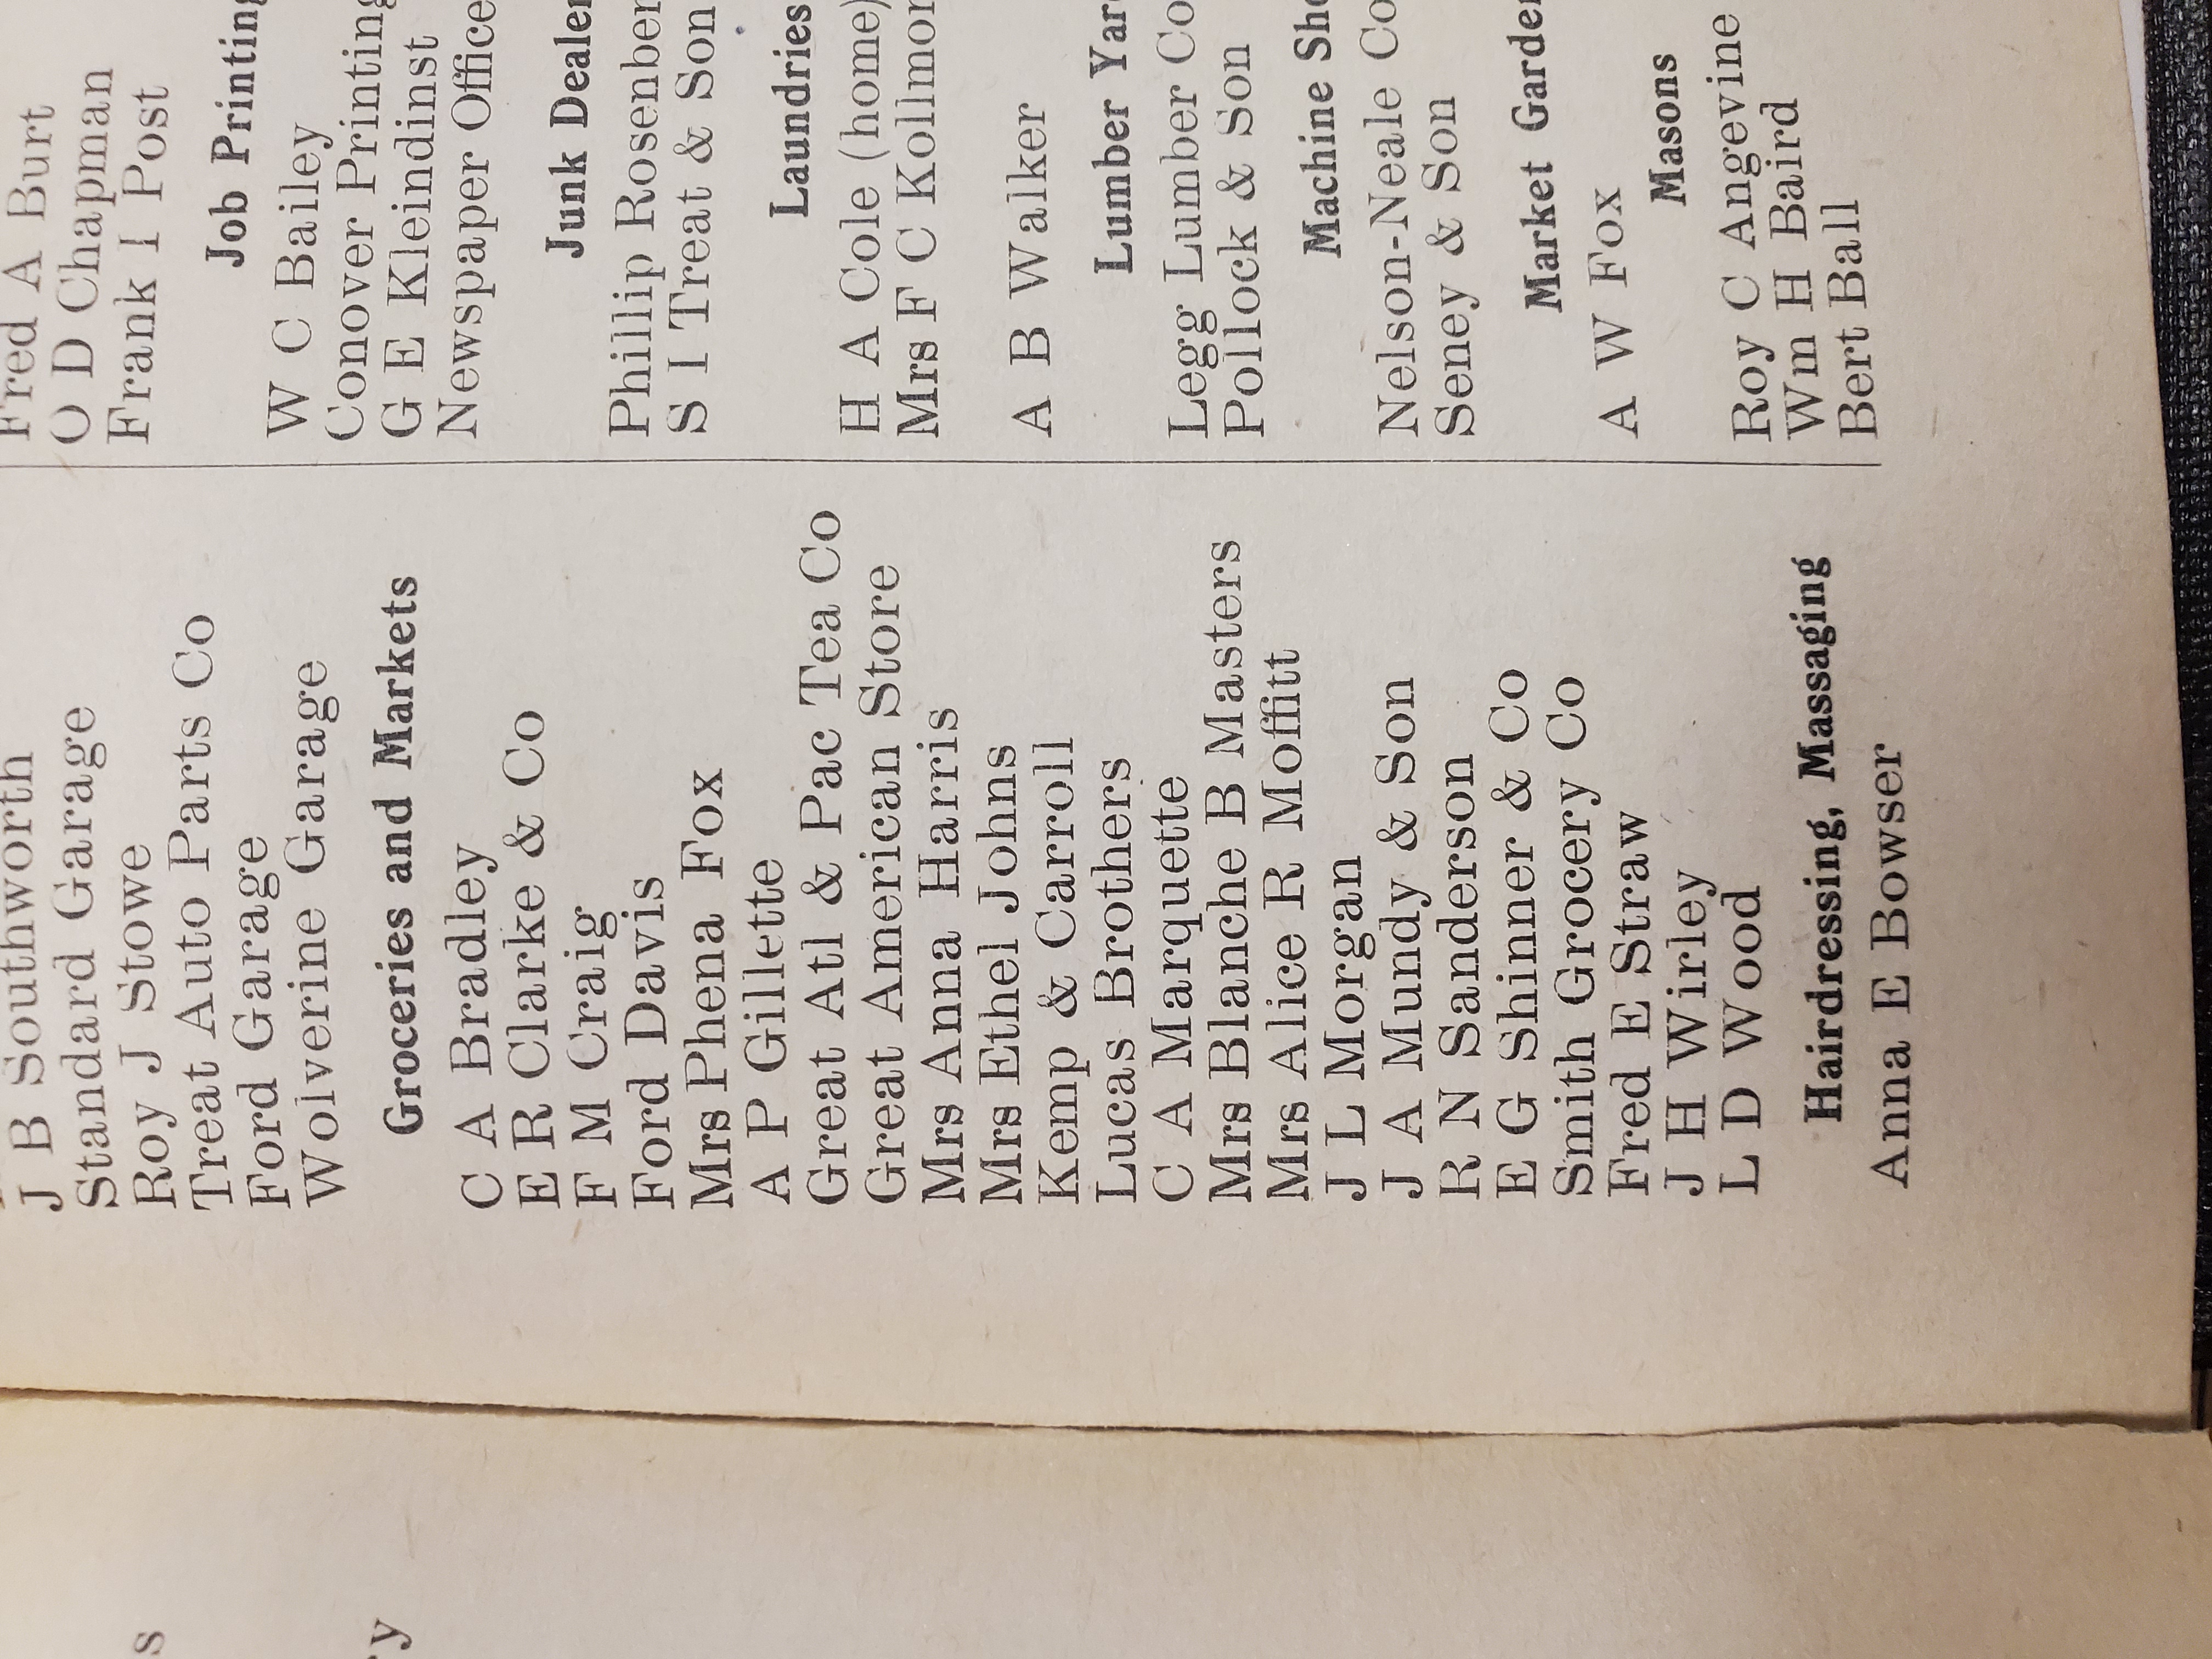 J B Southworth
Standard Garage
Roy J Stowe
Treat Auto Parts Co
Ford Garage
Wolverine Garage
Groceries and Markets
C A Bradley
E R Clarke & Co
F M Craig
Ford Davis
Mrs Phena Fox
A P Gillette
Great Atl & Pac Tea Co
Great American Store
Mrs Anna Harris
Mrs Ethel Johns
Kemp & Carroll
Lucas Brothers
C A Marquette
Mrs Blanche B Masters
Mrs Alice R Moffitt
J L Morgan
J A Mundy & Son
R N Sanderson
E G Shinner & Co
Smith Grocery Co
Fred E Straw
J H Wirley
L D Wood
Hairdressing, Massaging
Anna E Bowser
Fred A Burt
O D Chapman
Frank I Post
Job Printing
W C Bailey
Conover Printing
G E Kleindinst
Newspaper Office
Junk Dealer
Phillip Rosenber
S I Treat & Son
Laundries
H A Cole (home)
Mrs F C Kollmor
A B Walker
Lumber Yar
Legg Lumber Co
Pollock & Son
Machine Sho
Nelson-Neale Co
Seney & Son
Market Garde
A W Fox
Masons
Roy C Angevine
Wm H Baird
Bert Ball